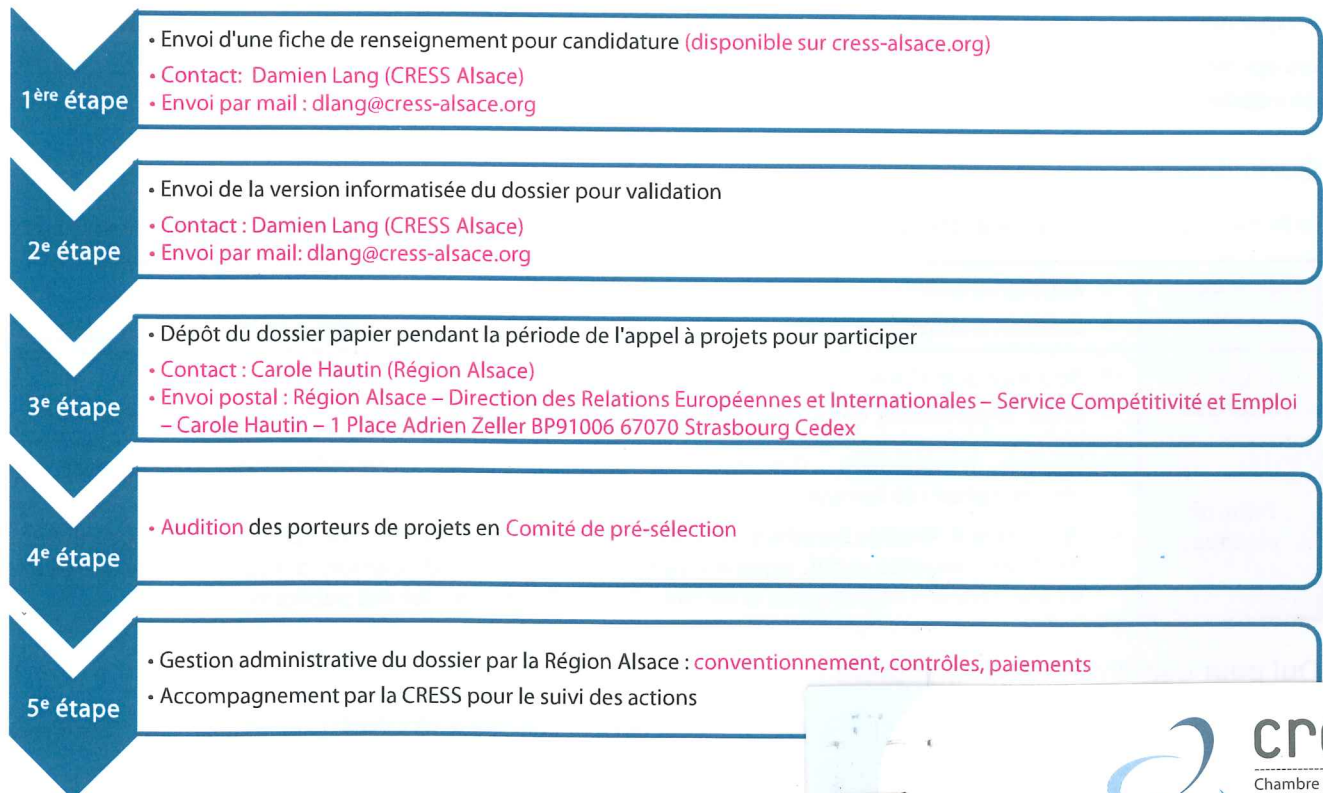 1ère étape
• Envoi d'une fiche de renseignement pour candidature (disponible sur cress-alsace.org)
• Contact: Damien Lang (CRESS Alsace)
• Envoi par mail : dlang@cress-alsace.org
2e étape
• Envoi de la version informatisée du dossier pour validation
• Contact : Damien Lang (CRESS Alsace)
• Envoi par mail: dlang@cress-alsace.org
3e étape
• Dépôt du dossier papier pendant la période de l'appel à projets pour participer
• Contact : Carole Hautin (Région Alsace)
• Envoi postal : Région Alsace – Direction des Relations Européennes et Internationales – Service Compétitivité et Emploi
– Carole Hautin – 1 Place Adrien Zeller BP91006 67070 Strasbourg Cedex
4e étape
• Audition des porteurs de projets en Comité de pré-sélection
5e étape
• Gestion administrative du dossier par la Région Alsace : conventionnement, contrôles, paiements
• Accompagnement par la CRESS pour le suivi des actions
Chambre